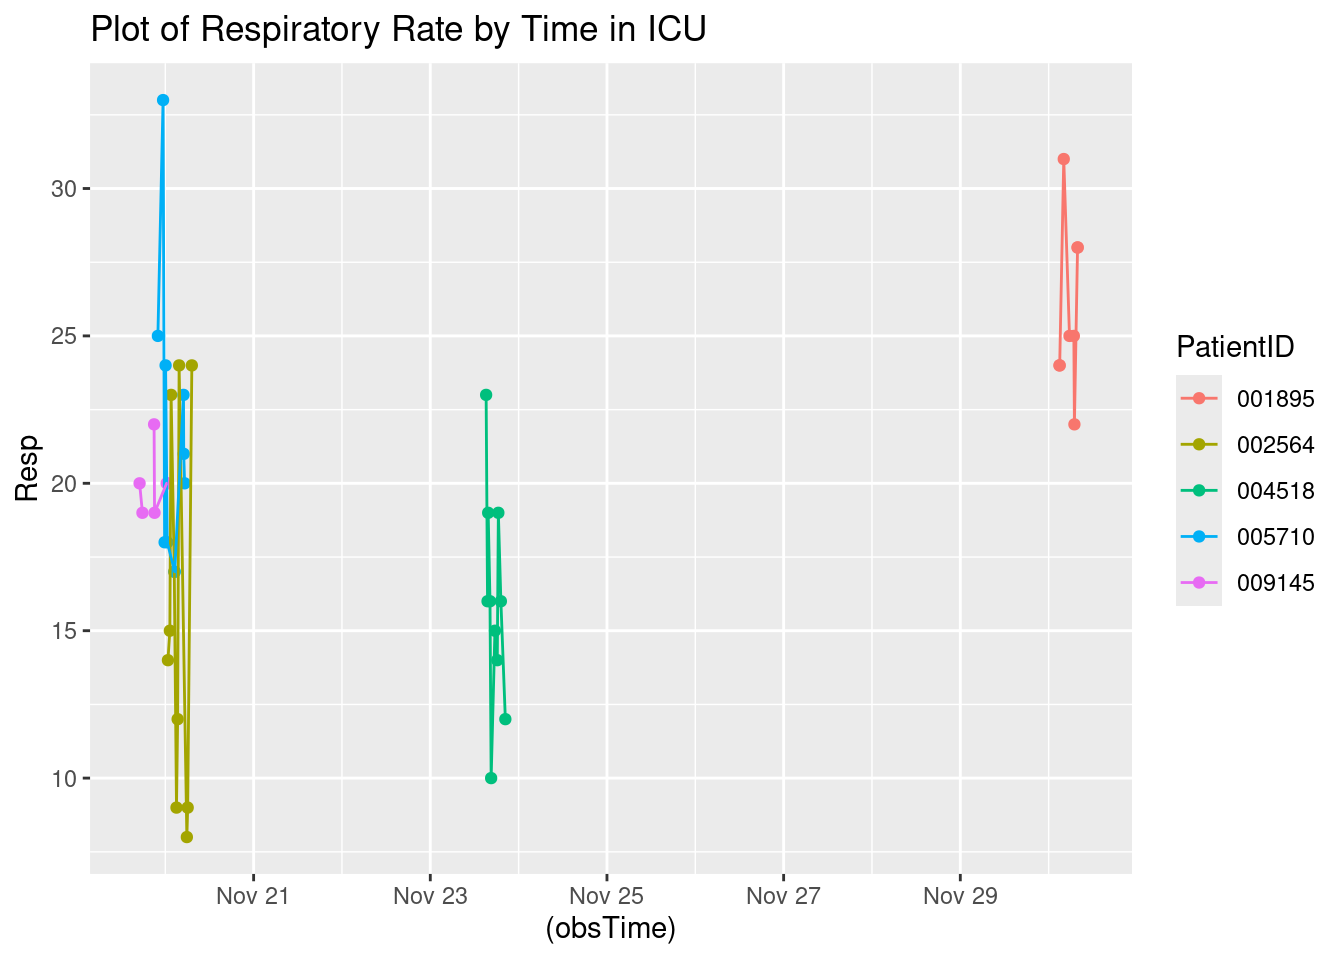 Plot of Respiratory Rate by Time in ICU
30
25
20
15
10
Resp
Nov 21 Nov 23 Nov 25 Nov 27 Nov 29
(obsTime)
PatientID
001895
002564
004518
005710
009145